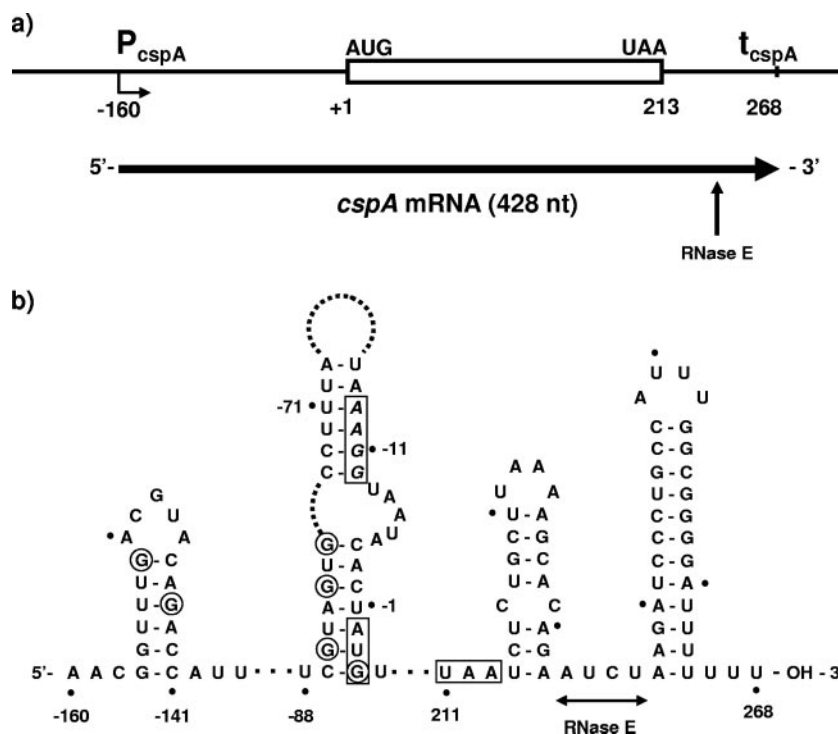 a)
P cspA
AUG
UAA
t cspA
-160
+1
213
268
5'-
- 3'
cspA mRNA (428 nt)
RNase E
b)
G
C U
A A
G - C
U - A
U - G
U - A
G - C
A - U
U - A
-71 U - A
U - A
C - G -11
C - G
U
A
A
U
A
G - C
U - A
G - C
A - U -1
U - A
G - U
A A
U A
U - A
C - G
G - C
U - A
C C
U - A
C - G
U U
A U
C - G
C - G
G - C
U - G
C - G
C - G
C - G
U - A
A - U
G - U
A - U
5'- A A C G C A U U U C G U U A A U A A U C U A U U U U - OH - 3
-160
-141
-88
211
268
RNase E